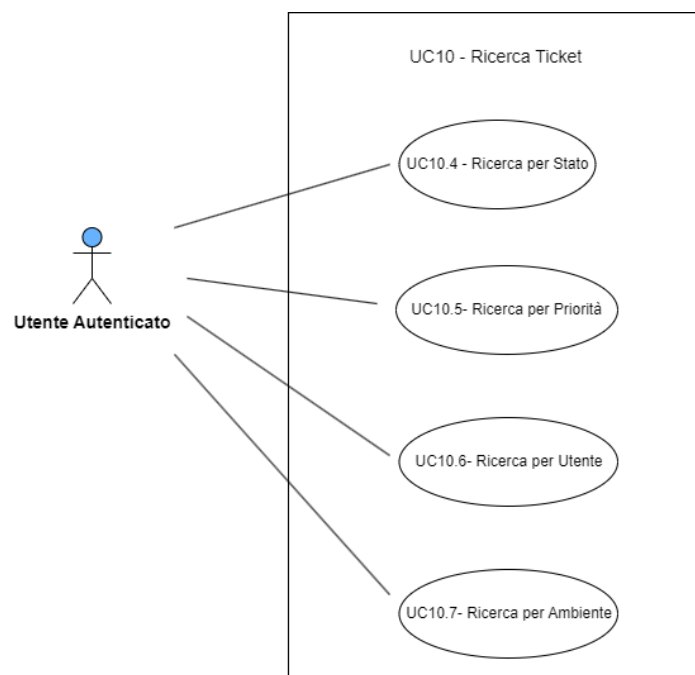 UC10 - Ricerca Ticket
UC10.4 - Ricerca per Stato
UC10.5- Ricerca per Priorità
Utente Autenticato
UC10.6- Ricerca per Utente
UC10.7- Ricerca per Ambiente